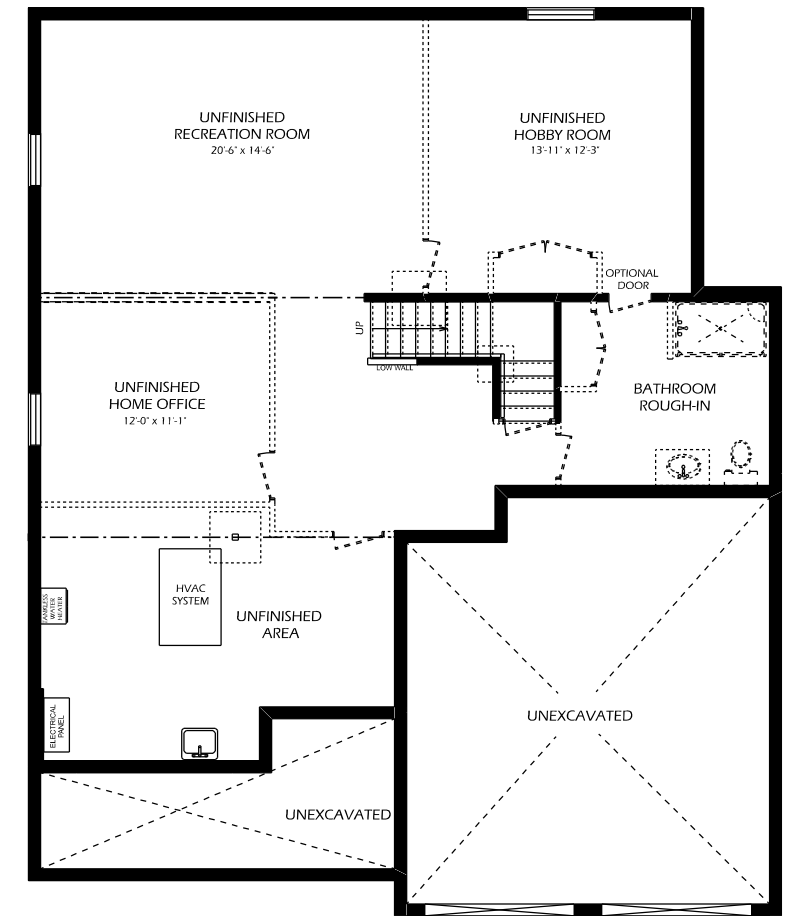 UNFINISHED
RECREATION ROOM
20'-6" x 14'-6"
UNFINISHED
HOBBY ROOM
13'-11" x 12'-3"
OPTIONAL
DOOR
UP
LOW WALL
UNFINISHED
HOME OFFICE
12'-0" x 11'-1"
BATHROOM
ROUGH-IN
HVAC
SYSTEM
TANKLESS
WATER
HEATER
UNFINISHED
AREA
ELECTRICAL
PANEL
UNEXCAVATED
UNEXCAVATED